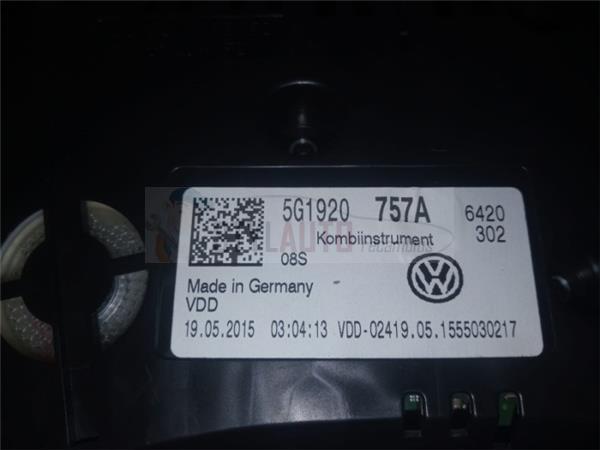 5G1920 757A 6420
Kombiinstrument 302
08S
Made in Germany
VDD
19.05.2015 03:04:13 VDD-02419.05.1555030217